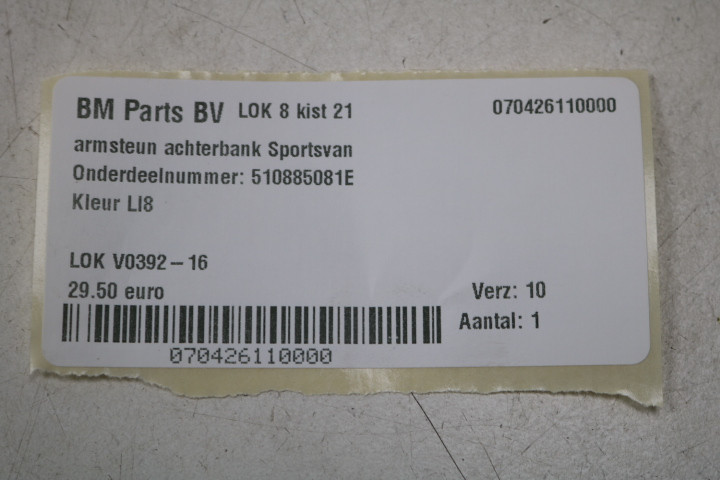 BM Parts BV LOK 8 kist 21 070426110000
armsteun achterbank Sportsvan
Onderdeelnummer: 510885081E
Kleur LI8
LOK V0392-16
29.50 euro Verz: 10
Aantal: 1
070426110000